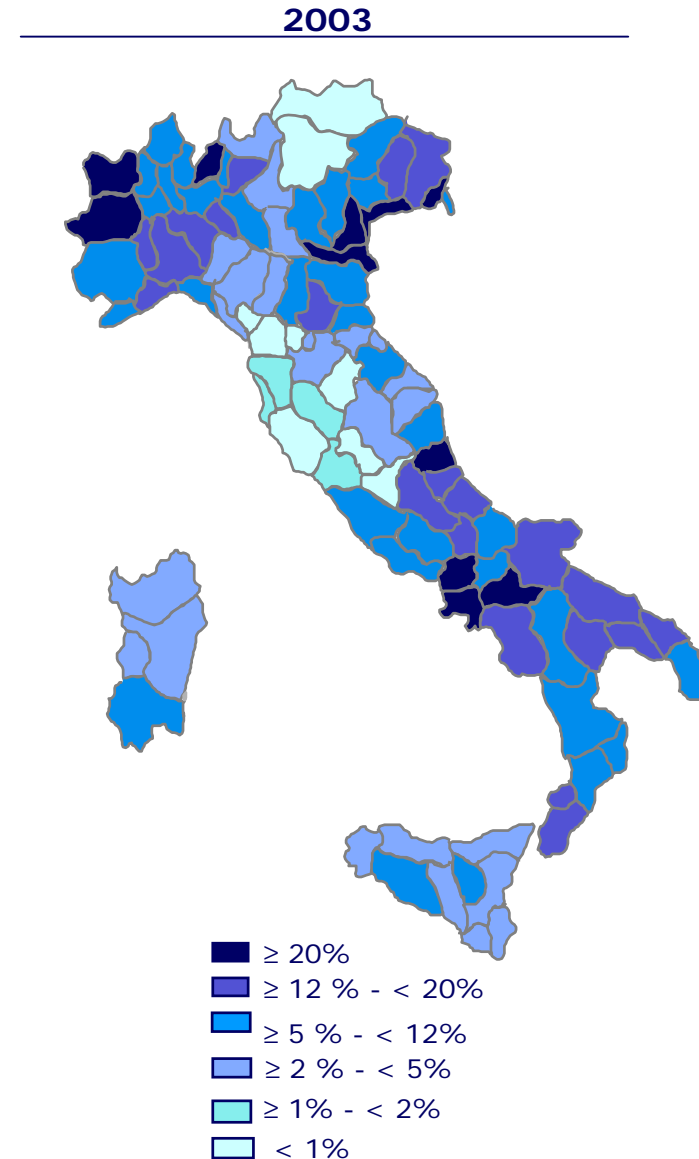 2003
≥ 20%
≥ 12 % - < 20%
≥ 5 % - < 12%
≥ 2 % - < 5%
≥ 1% - < 2%
< 1%